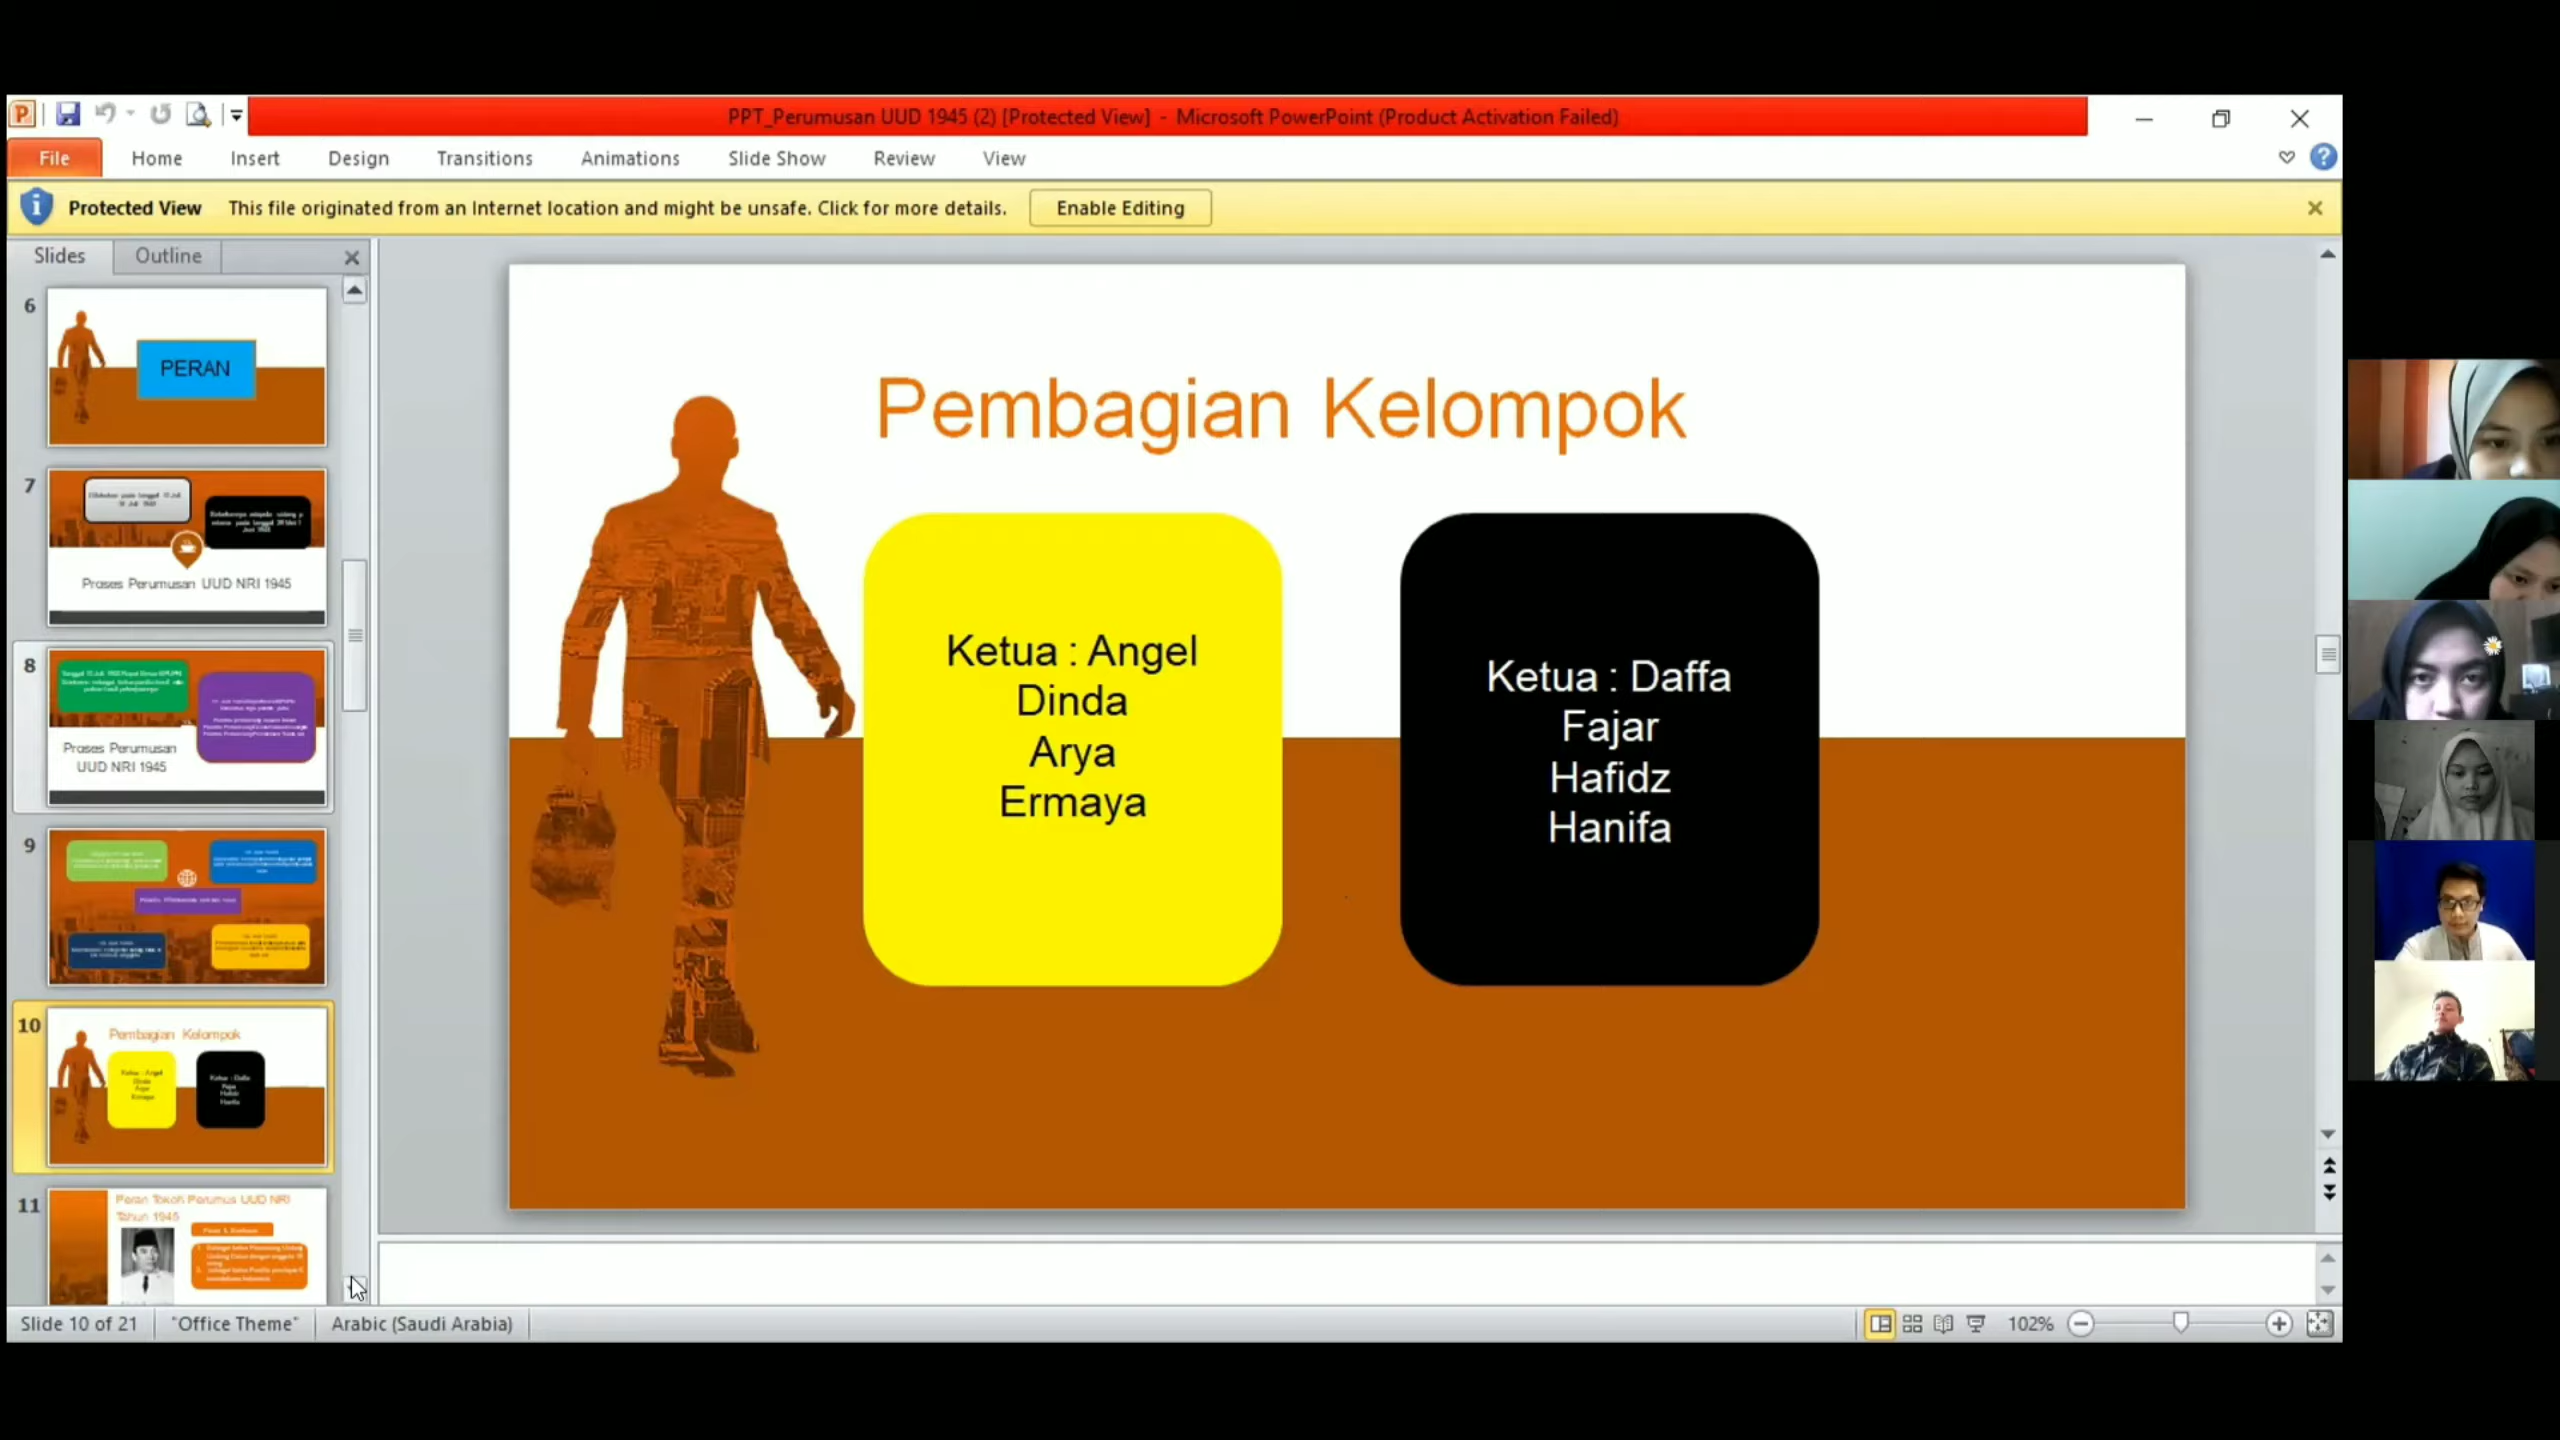 PPT_Perumusan UUD 1945 (2) [Protected View] - Microsoft PowerPoint (Product Activation Failed)
File Home Insert Design Transitions Animations Slide Show Review View
Protected View This file originated from an Internet location and might be unsafe. Click for more details. Enable Editing
Slides Outline
6
PERAN
7
Proses Perumusan UUD NRI 1945
8
Proses Perumusan
UUD NRI 1945
9
10
Pembagian Kelompok
Ketua : Angel
Dinda
Arya
Ermaya
Ketua : Daffa
Fajar
Hafidz
Hanifa
11
Peran Tokoh Perumus UUD NRI
Tahun 1945
Pembagian Kelompok
Ketua : Angel
Dinda
Arya
Ermaya
Ketua : Daffa
Fajar
Hafidz
Hanifa
Slide 10 of 21 "Office Theme" Arabic (Saudi Arabia) 102%